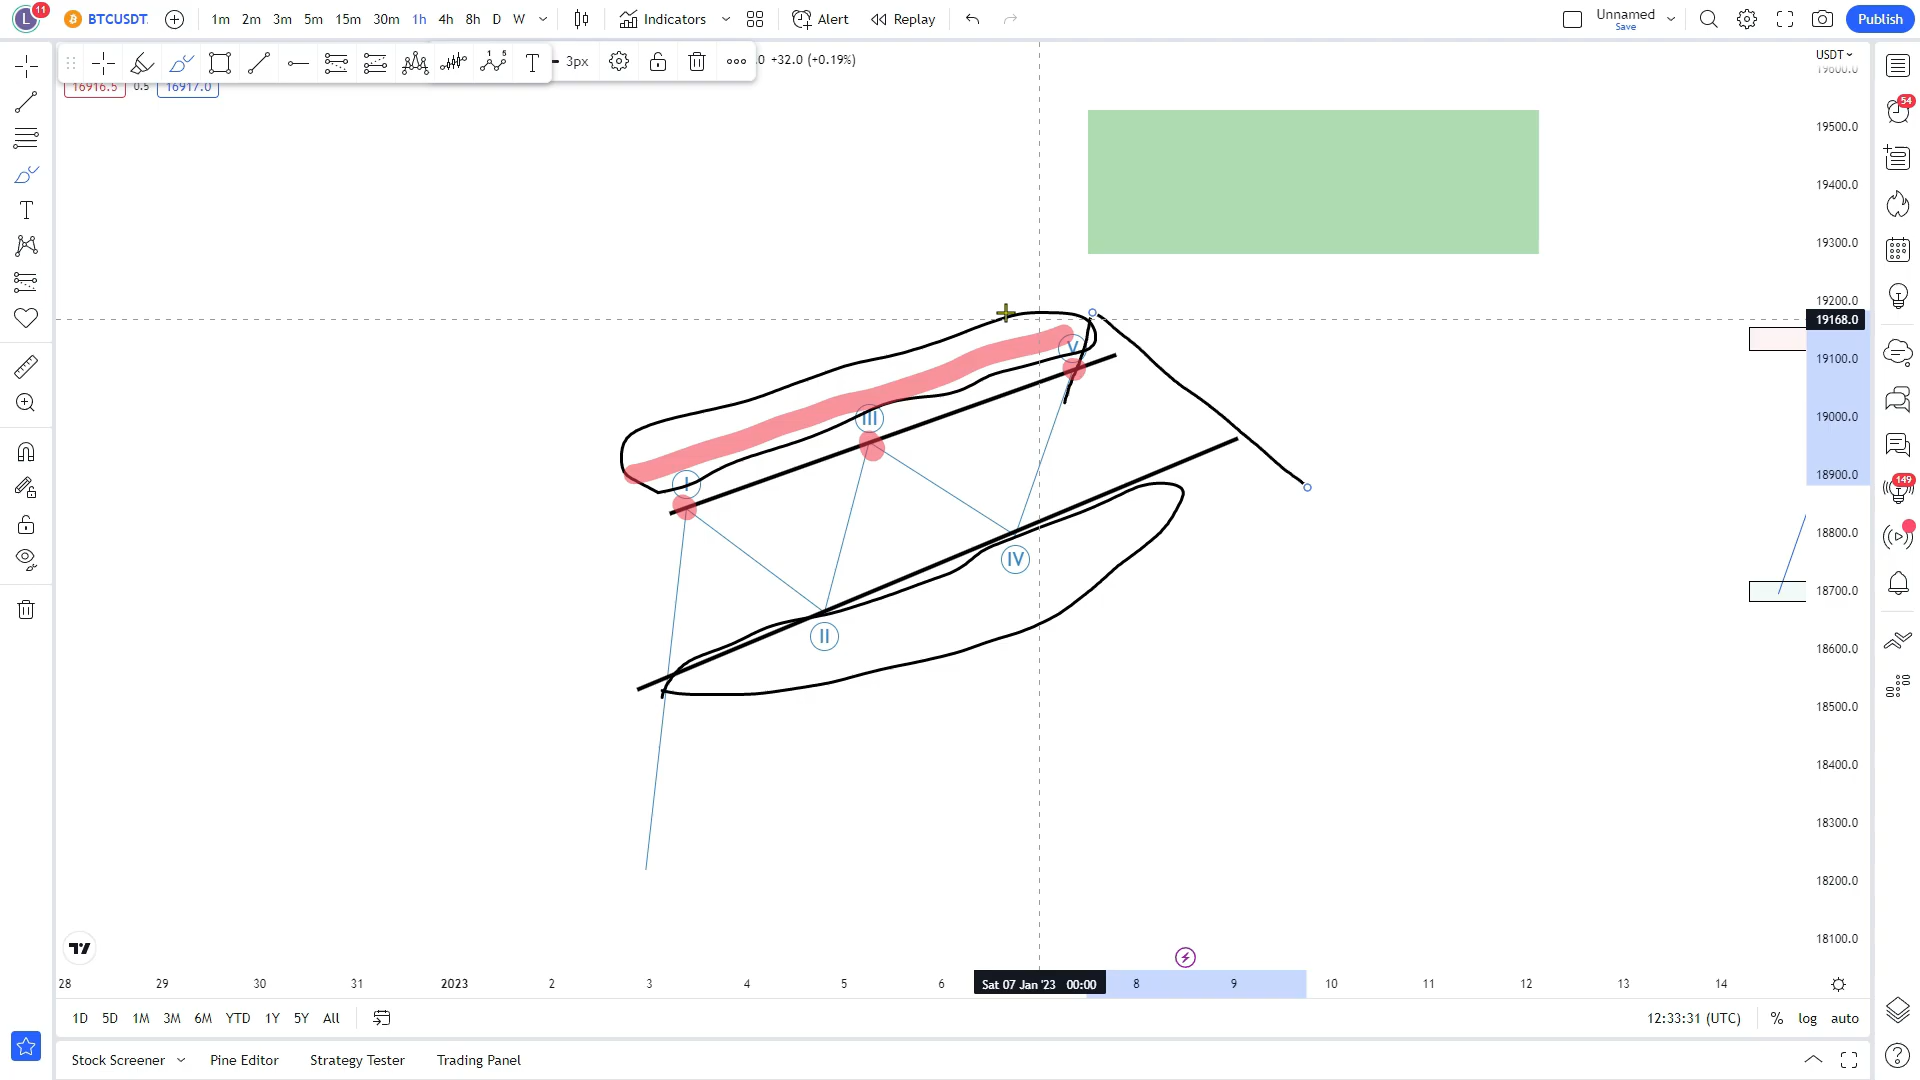 L 11 BTCUSDT. 1m 2m 3m 5m 15m 30m 1h 4h 8h D W Indicators Alert Replay Unnamed Save Publish
3px 0 +32.0 (+0.19%) USDT
16916.5 0.5 16917.0
54
149
19600.0
19500.0
19400.0
19300.0
19200.0
19168.0
19100.0
19000.0
18900.0
18800.0
18700.0
18600.0
18500.0
18400.0
18300.0
18200.0
18100.0
V
III
I
IV
II
28 29 30 31 2023 2 3 4 5 6 Sat 07 Jan '23 00:00 8 9 10 11 12 13 14
1D 5D 1M 3M 6M YTD 1Y 5Y All 12:33:31 (UTC) % log auto
Stock Screener Pine Editor Strategy Tester Trading Panel